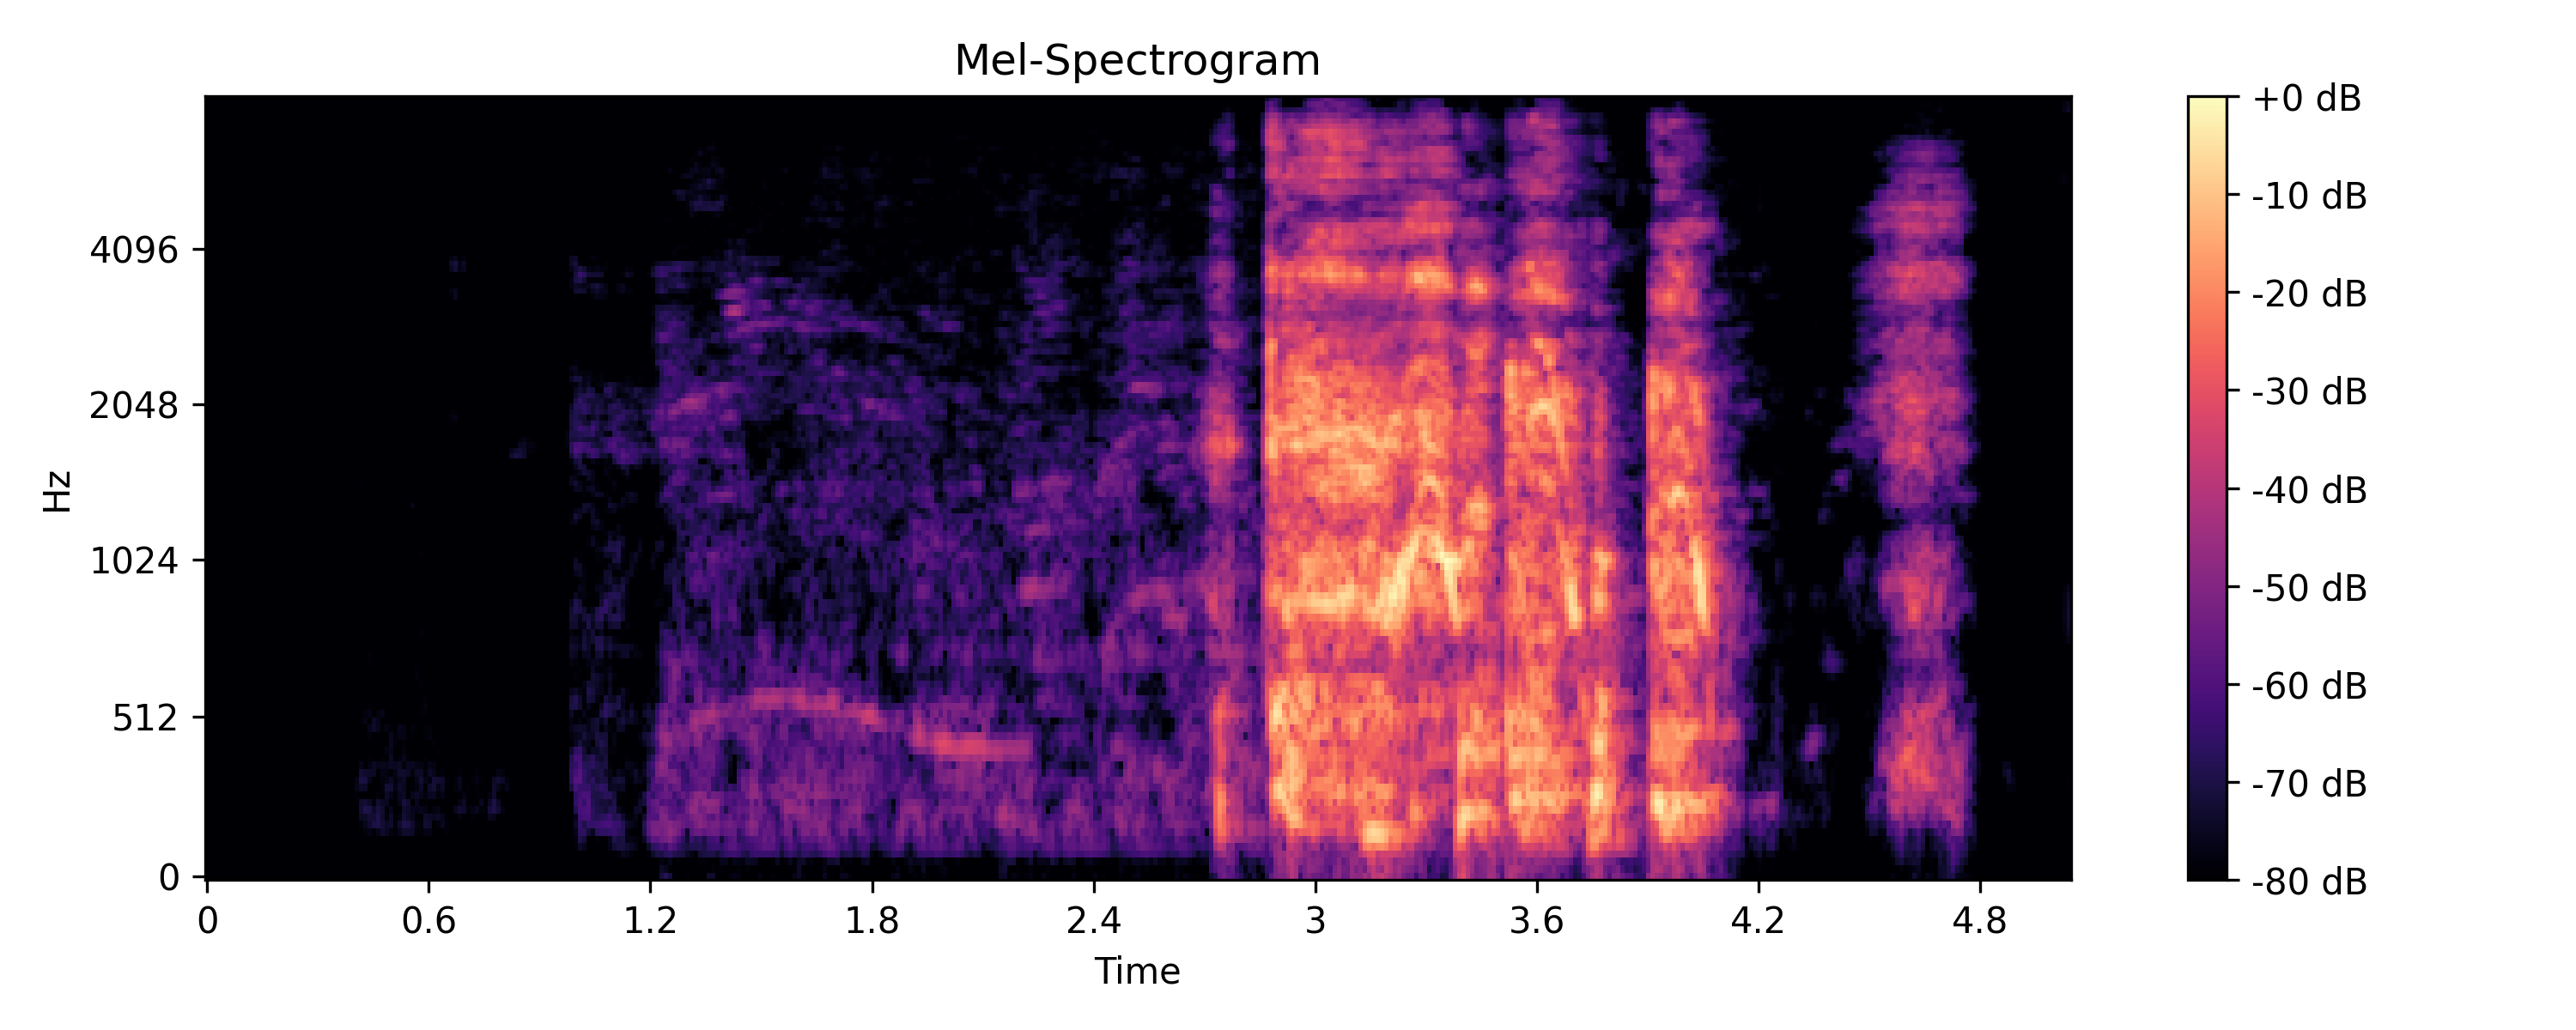 Mel-Spectrogram
+0 dB
-10 dB
-20 dB
-30 dB
-40 dB
-50 dB
-60 dB
-70 dB
-80 dB
Hz
4096
2048
1024
512
0
0 0.6 1.2 1.8 2.4 3 3.6 4.2 4.8
Time